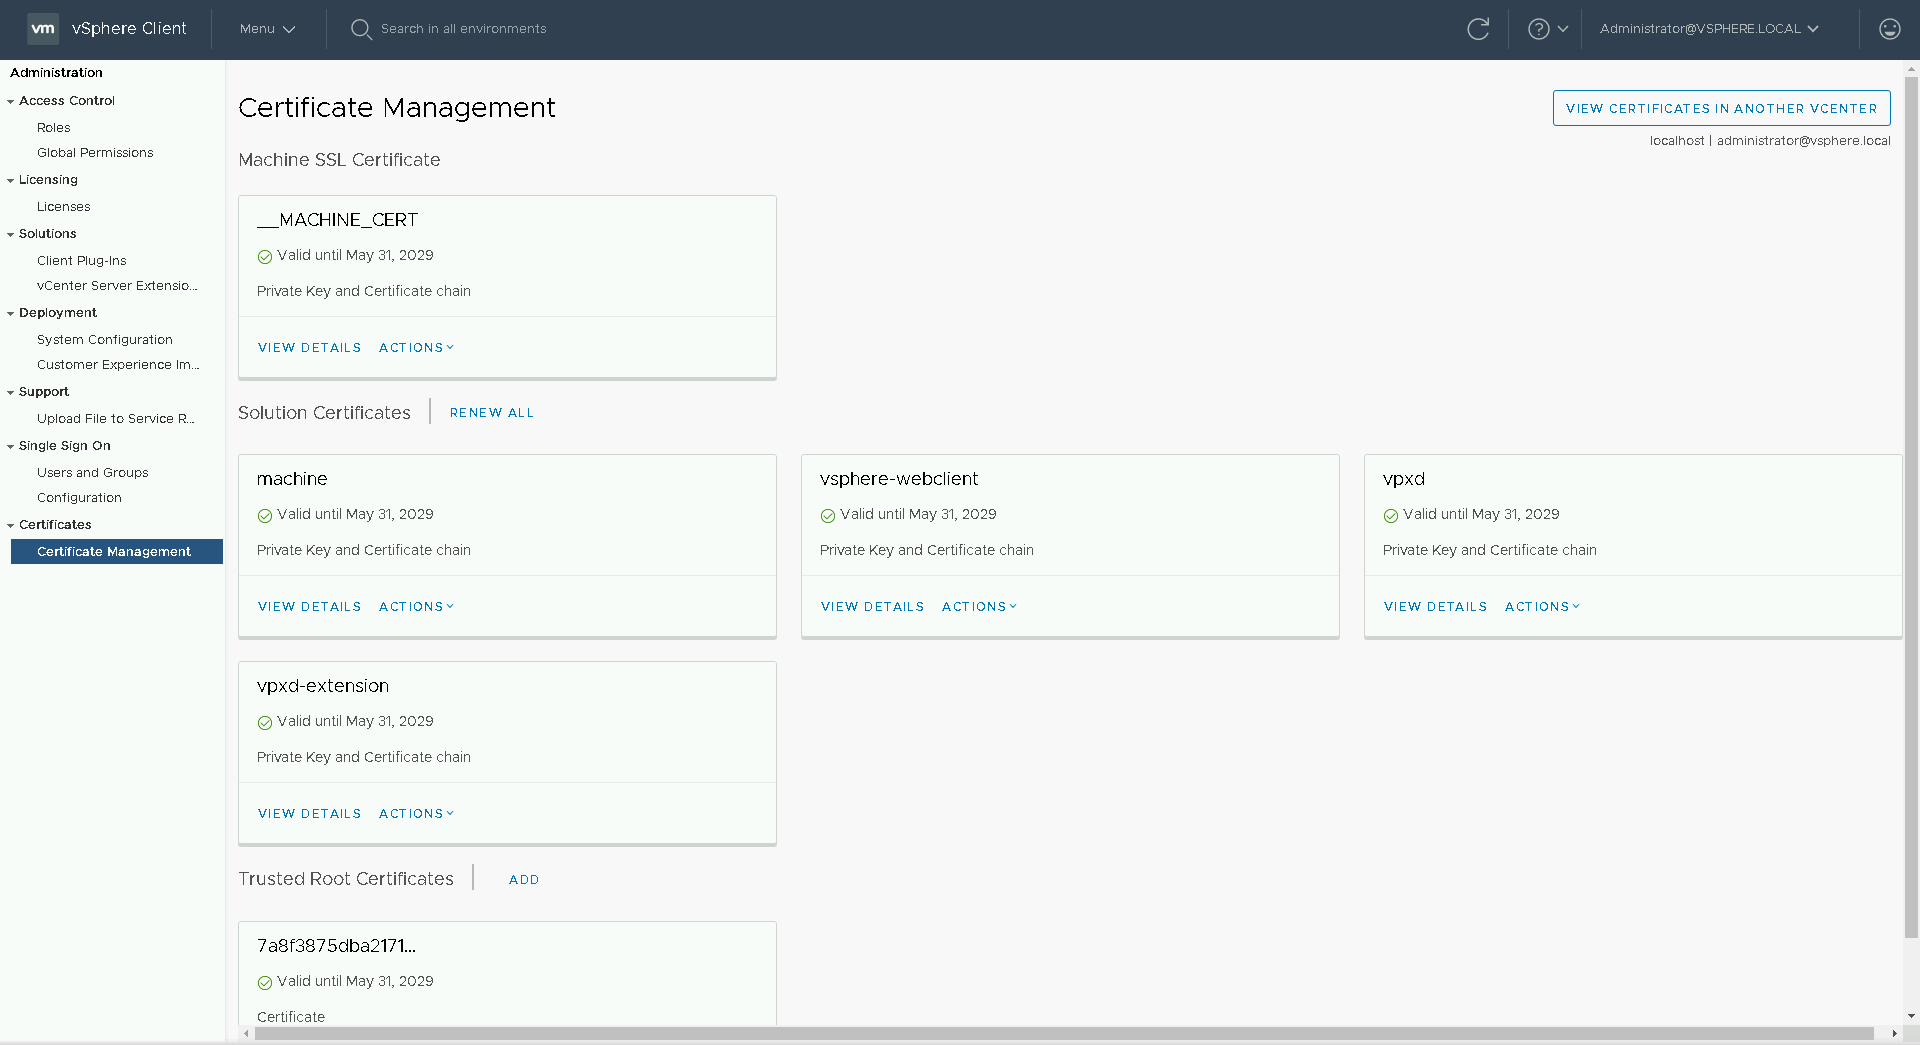 vm vSphere Client Menu Search in all environments Administrator@VSPHERE.LOCAL
Administration
Access Control
Roles
Global Permissions
Licensing
Licenses
Solutions
Client Plug-Ins
vCenter Server Extensio...
Deployment
System Configuration
Customer Experience Im...
Support
Upload File to Service R...
Single Sign On
Users and Groups
Configuration
Certificates
Certificate Management
Certificate Management
VIEW CERTIFICATES IN ANOTHER VCENTER
localhost | administrator@vsphere.local
Machine SSL Certificate
__MACHINE_CERT
Valid until May 31, 2029
Private Key and Certificate chain
VIEW DETAILS ACTIONS
Solution Certificates RENEW ALL
machine
Valid until May 31, 2029
Private Key and Certificate chain
VIEW DETAILS ACTIONS
vsphere-webclient
Valid until May 31, 2029
Private Key and Certificate chain
VIEW DETAILS ACTIONS
vpxd
Valid until May 31, 2029
Private Key and Certificate chain
VIEW DETAILS ACTIONS
vpxd-extension
Valid until May 31, 2029
Private Key and Certificate chain
VIEW DETAILS ACTIONS
Trusted Root Certificates ADD
7a8f3875dba2171...
Valid until May 31, 2029
Certificate